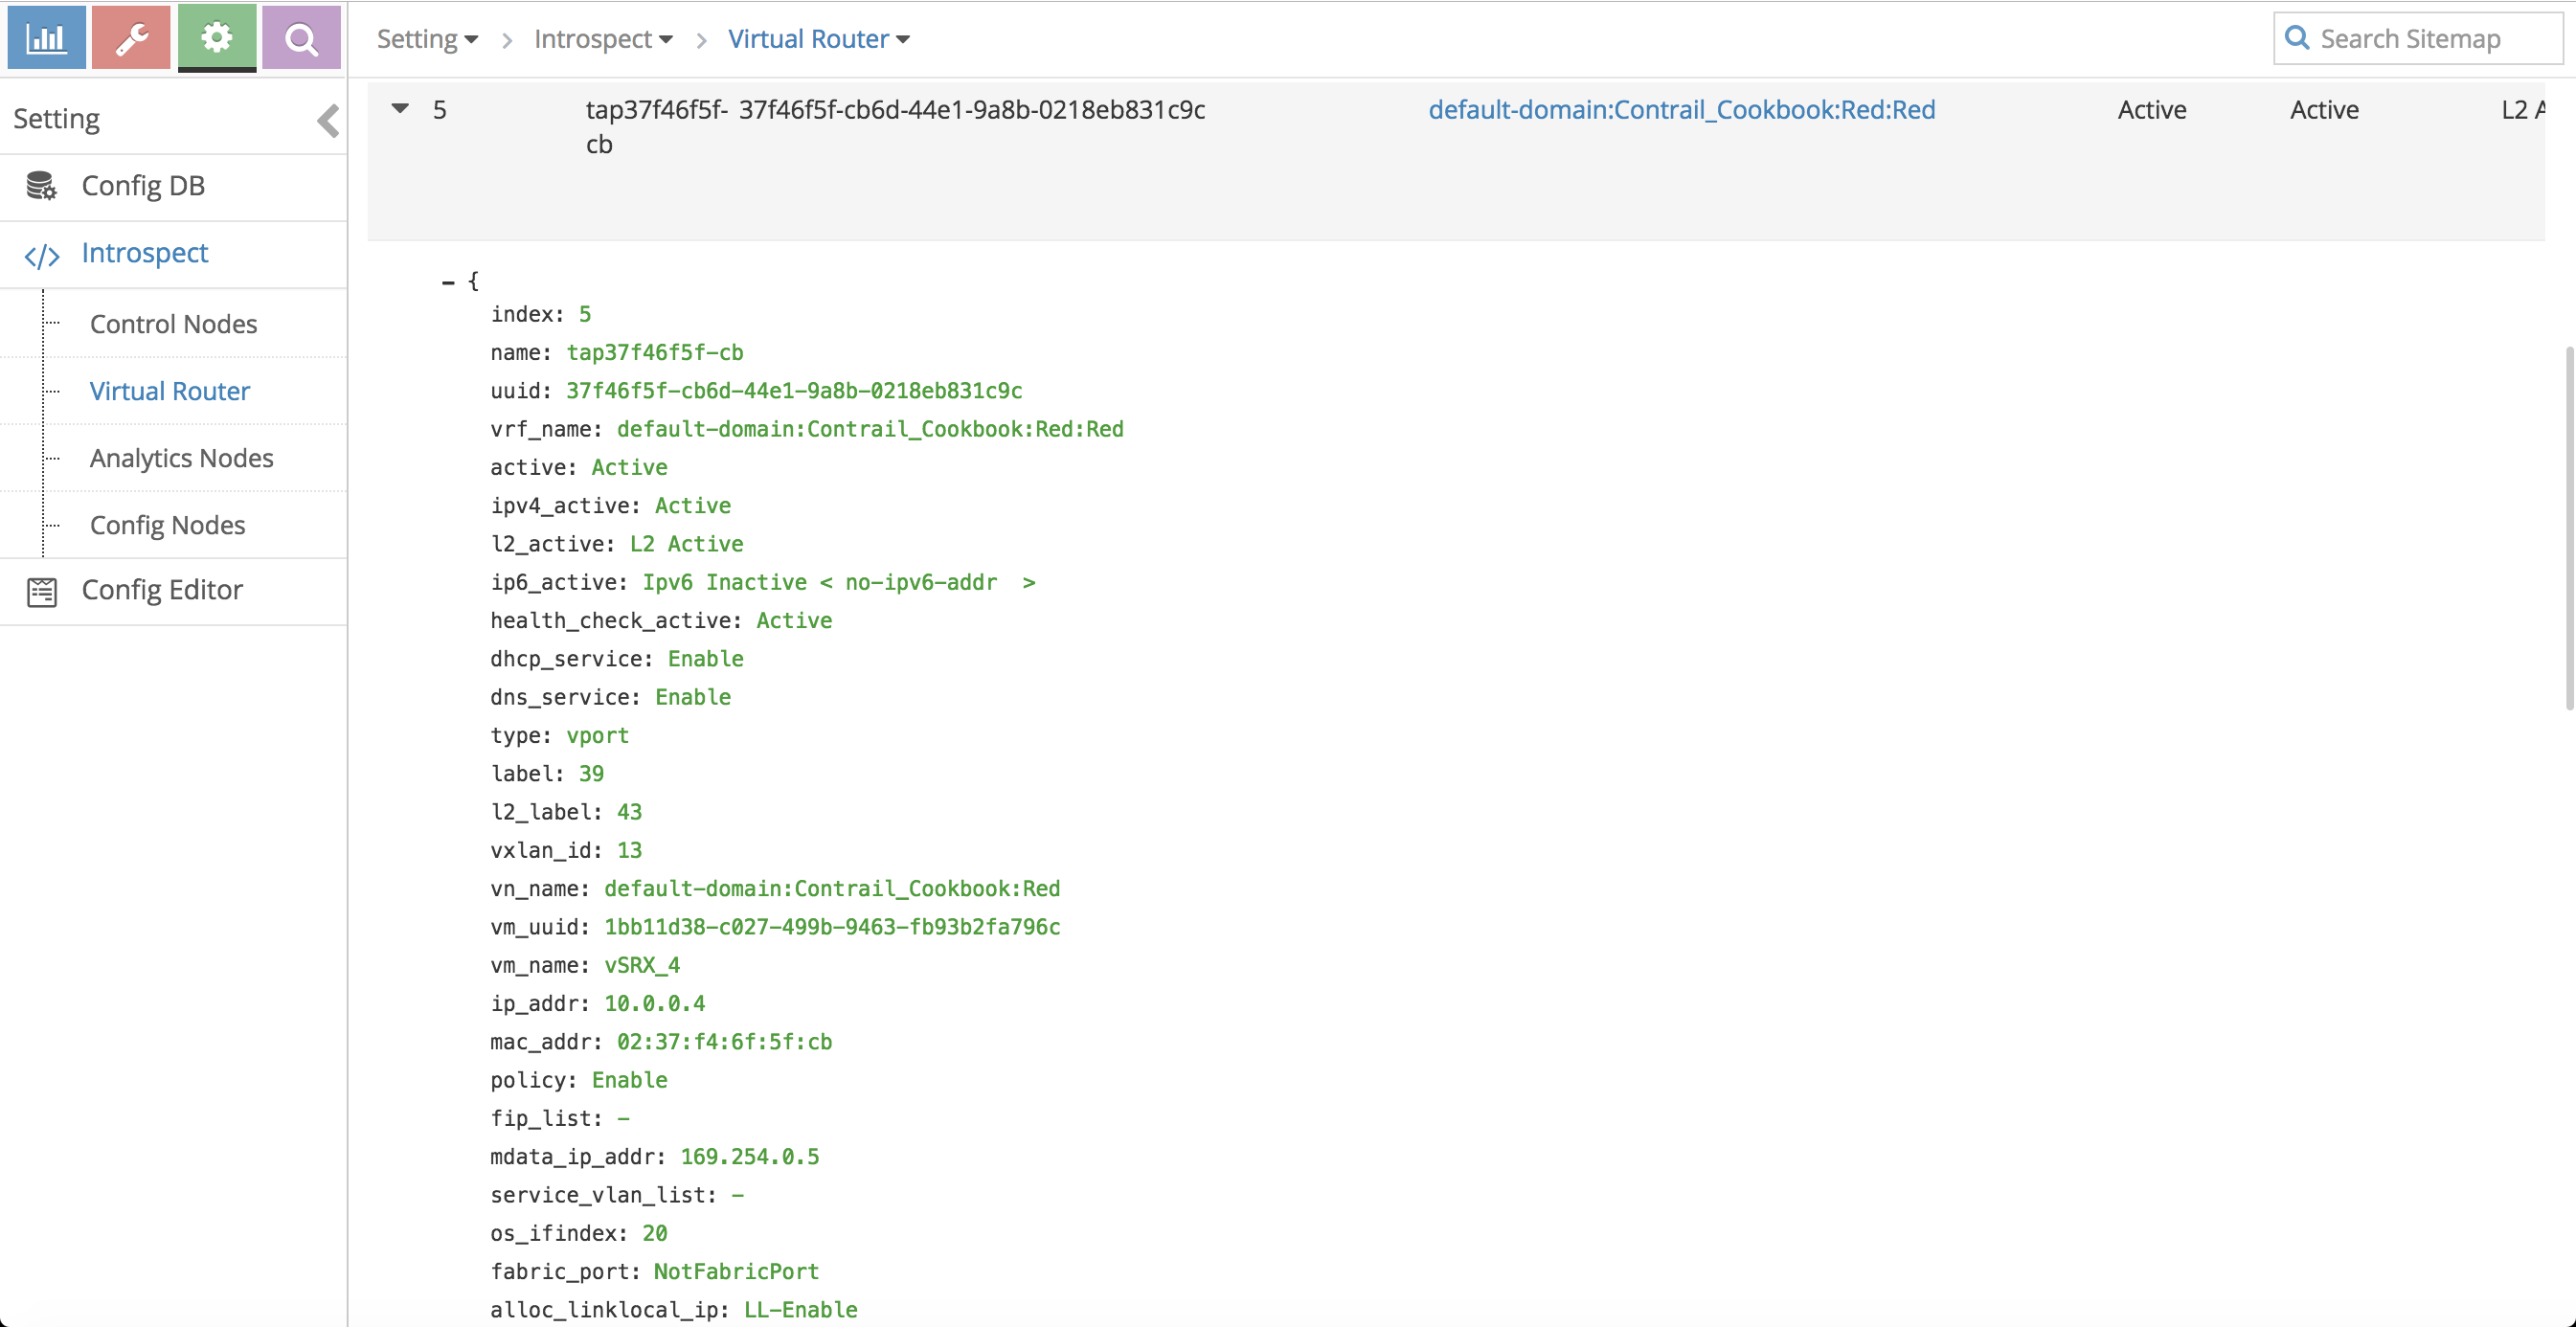 Setting > Introspect > Virtual Router
Search Sitemap
Setting
Config DB
Introspect
Control Nodes
Virtual Router
Analytics Nodes
Config Nodes
Config Editor
5 tap37f46f5f- 37f46f5f-cb6d-44e1-9a8b-0218eb831c9c default-domain:Contrail_Cookbook:Red:Red Active Active L2 A
cb
– {
index: 5
name: tap37f46f5f-cb
uuid: 37f46f5f-cb6d-44e1-9a8b-0218eb831c9c
vrf_name: default-domain:Contrail_Cookbook:Red:Red
active: Active
ipv4_active: Active
l2_active: L2 Active
ip6_active: Ipv6 Inactive < no-ipv6-addr  >
health_check_active: Active
dhcp_service: Enable
dns_service: Enable
type: vport
label: 39
l2_label: 43
vxlan_id: 13
vn_name: default-domain:Contrail_Cookbook:Red
vm_uuid: 1bb11d38-c027-499b-9463-fb93b2fa796c
vm_name: vSRX_4
ip_addr: 10.0.0.4
mac_addr: 02:37:f4:6f:5f:cb
policy: Enable
fip_list: –
mdata_ip_addr: 169.254.0.5
service_vlan_list: –
os_ifindex: 20
fabric_port: NotFabricPort
alloc_linklocal_ip: LL-Enable